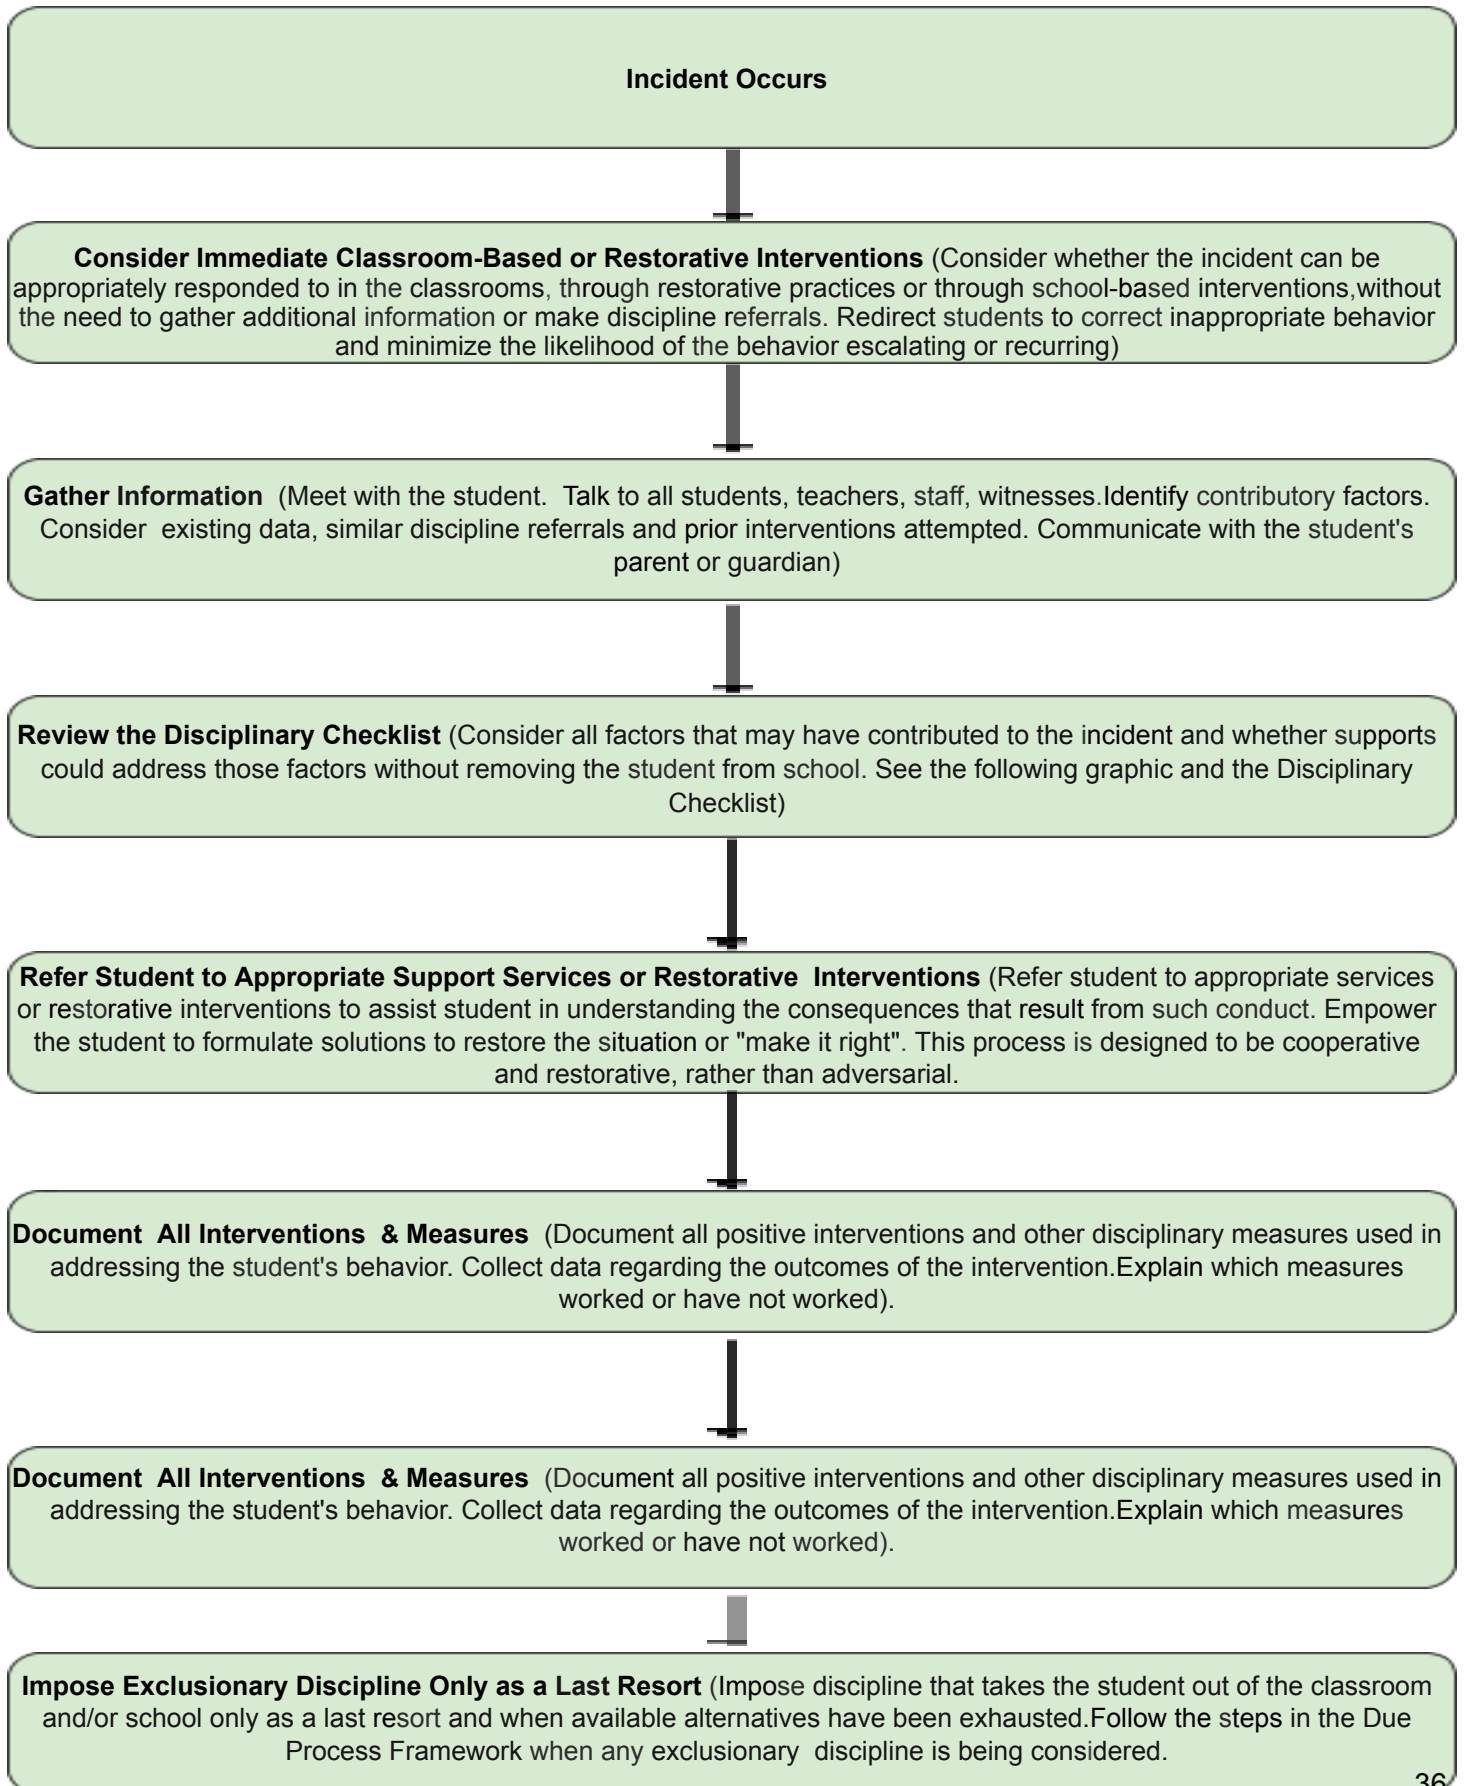 Incident Occurs
Consider Immediate Classroom-Based or Restorative Interventions (Consider whether the incident can be
appropriately responded to in the classrooms, through restorative practices or through school-based interventions,without
the need to gather additional information or make discipline referrals. Redirect students to correct inappropriate behavior
and minimize the likelihood of the behavior escalating or recurring)
Gather Information  (Meet with the student.  Talk to all students, teachers, staff, witnesses.Identify contributory factors.
Consider  existing data, similar discipline referrals and prior interventions attempted. Communicate with the student's
parent or guardian)
Review the Disciplinary Checklist (Consider all factors that may have contributed to the incident and whether supports
could address those factors without removing the student from school. See the following graphic and the Disciplinary
Checklist)
Refer Student to Appropriate Support Services or Restorative  Interventions (Refer student to appropriate services
or restorative interventions to assist student in understanding the consequences that result from such conduct. Empower
the student to formulate solutions to restore the situation or "make it right". This process is designed to be cooperative
and restorative, rather than adversarial.
Document  All Interventions  & Measures  (Document all positive interventions and other disciplinary measures used in
addressing the student's behavior. Collect data regarding the outcomes of the intervention.Explain which measures
worked or have not worked).
Document  All Interventions  & Measures  (Document all positive interventions and other disciplinary measures used in
addressing the student's behavior. Collect data regarding the outcomes of the intervention.Explain which measures
worked or have not worked).
Impose Exclusionary Discipline Only as a Last Resort (Impose discipline that takes the student out of the classroom
and/or school only as a last resort and when available alternatives have been exhausted.Follow the steps in the Due
Process Framework when any exclusionary  discipline is being considered.
36